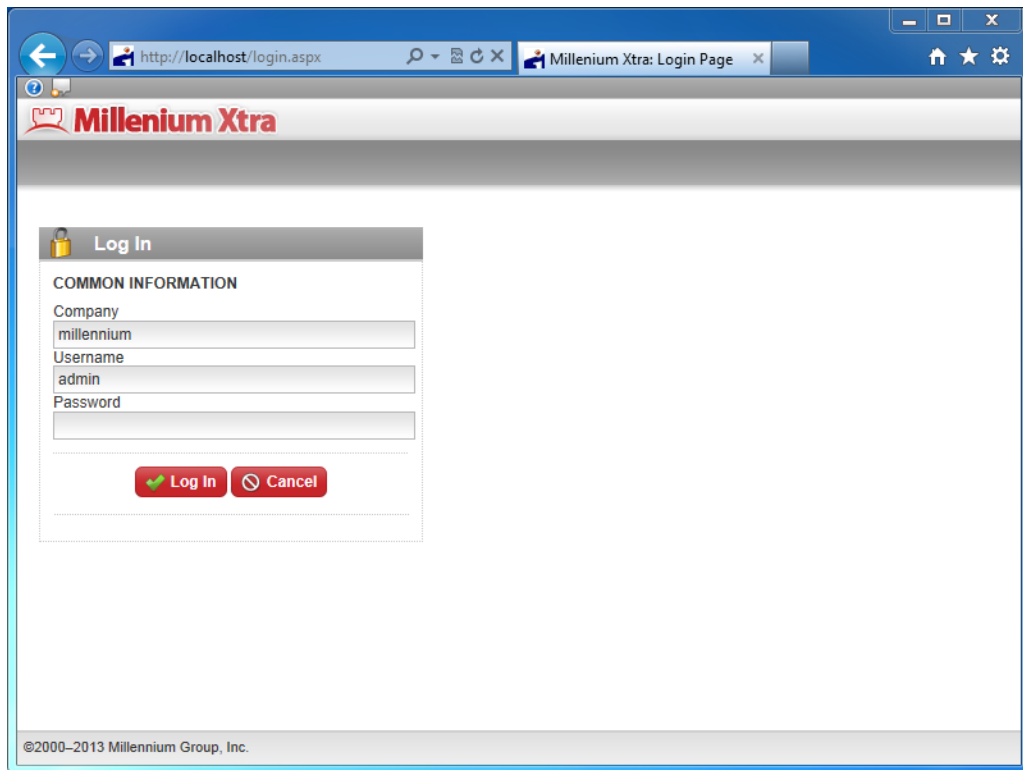 http://localhost/login.aspx
Millenium Xtra: Login Page
Millenium Xtra
Log In
COMMON INFORMATION
Company
millennium
Username
admin
Password
Log In
Cancel
©2000–2013 Millennium Group, Inc.